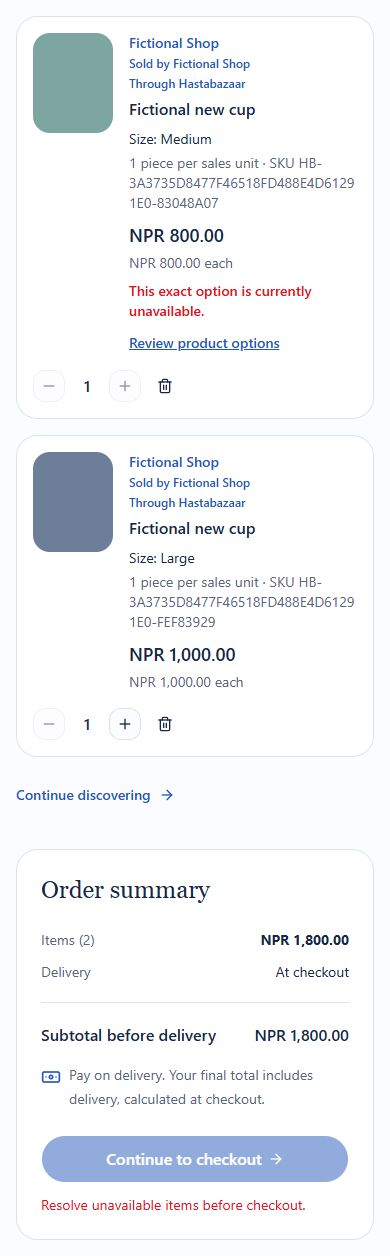 Fictional Shop
Sold by Fictional Shop
Through Hastabazaar
Fictional new cup
Size: Medium
1 piece per sales unit · SKU HB-
3A3735D8477F46518FD488E4D6129
1E0-83048A07
NPR 800.00
NPR 800.00 each
This exact option is currently
unavailable.
Review product options
− 1 +
Fictional Shop
Sold by Fictional Shop
Through Hastabazaar
Fictional new cup
Size: Large
1 piece per sales unit · SKU HB-
3A3735D8477F46518FD488E4D6129
1E0-FEF83929
NPR 1,000.00
NPR 1,000.00 each
− 1 +
Continue discovering →
Order summary
Items (2) NPR 1,800.00
Delivery At checkout
Subtotal before delivery NPR 1,800.00
Pay on delivery. Your final total includes
delivery, calculated at checkout.
Continue to checkout →
Resolve unavailable items before checkout.